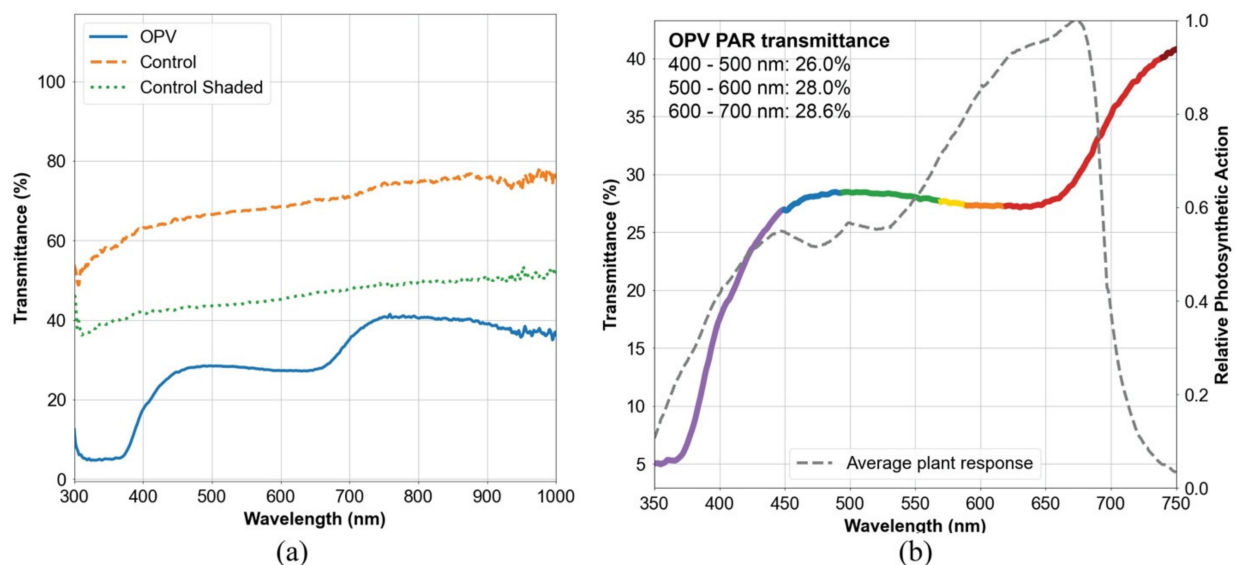 OPV
Control
Control Shaded
Transmittance (%)
100
80
60
40
20
0
300 400 500 600 700 800 900 1000
Wavelength (nm)
(a)
OPV PAR transmittance
400 - 500 nm: 26.0%
500 - 600 nm: 28.0%
600 - 700 nm: 28.6%
Transmittance (%)
40
35
30
25
20
15
10
5
Average plant response
350 400 450 500 550 600 650 700 750
Wavelength (nm)
1.0
0.8
0.6
0.4
0.2
0.0
Relative Photosynthetic Action
(b)